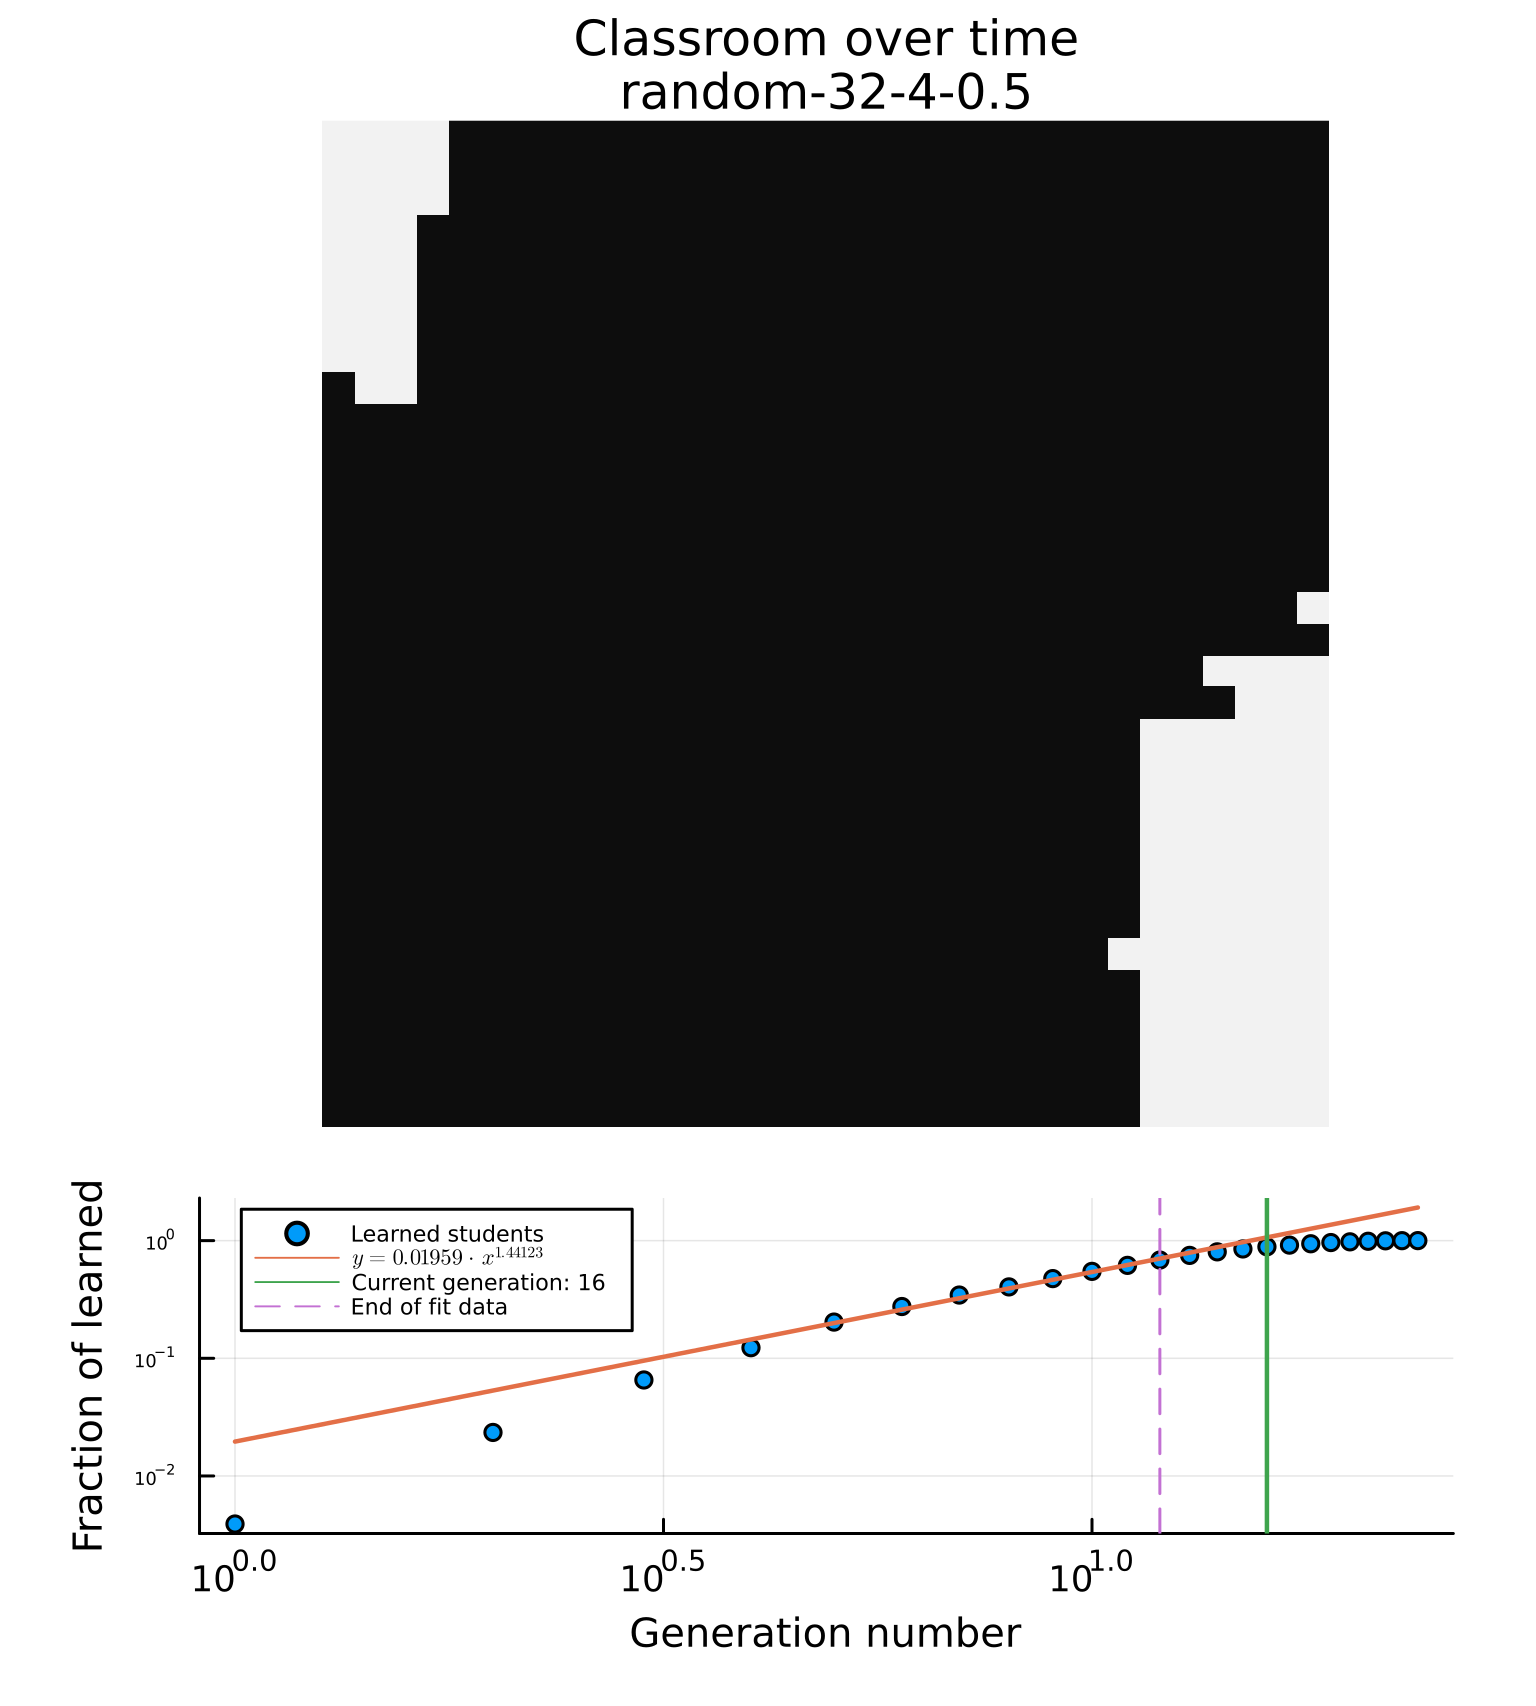 Classroom over time
random-32-4-0.5
Fraction of learned
10^0
10^-1
10^-2
Learned students
y = 0.01959 · x^1.44123
Current generation: 16
End of fit data
10^0.0
10^0.5
10^1.0
Generation number